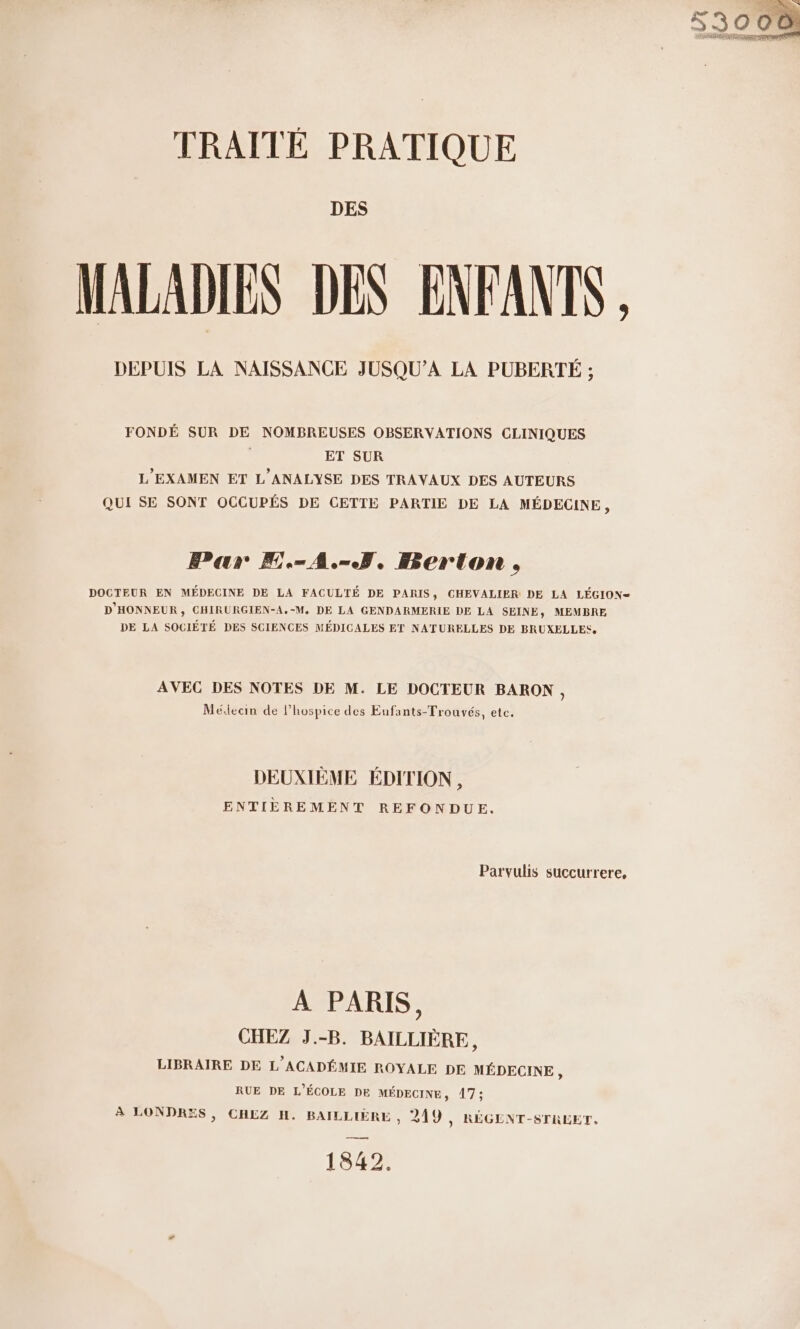 53000
TRAITÉ PRATIQUE
DES
MALADIES DES ENFANTS,
DEPUIS LA NAISSANCE JUSQU'A LA PUBERTÉ;
FONDÉ SUR DE NOMBREUSES OBSERVATIONS CLINIQUES
ET SUR
L'EXAMEN ET L'ANALYSE DES TRAVAUX DES AUTEURS
QUI SE SONT OCCUPÉS DE CETTE PARTIE DE LA MÉDECINE,
Par E.-A.-J. Berton,
DOCTEUR EN MÉDECINE DE LA FACULTÉ DE PARIS, CHEVALIER DE LA LÉGION-
D'HONNEUR, CHIRURGIEN-A.-M. DE LA GENDARMERIE DE LA SEINE, MEMBRE
DE LA SOCIÉTÉ DES SCIENCES MÉDICALES ET NATURELLES DE BRUXELLES.
AVEC DES NOTES DE M. LE DOCTEUR BARON,
Médecin de l'hospice des Enfants-Trouvés, etc.
DEUXIÈME ÉDITION,
ENTIÈREMENT REFONDUE.
Parvulis succurrere.
A PARIS,
CHEZ J.-B. BAILLIÈRE,
LIBRAIRE DE L'ACADÉMIE ROYALE DE MÉDECINE,
RUE DE L'ÉCOLE DE MÉDECINE, 17;
A LONDRES, CHEZ H. BAILLIÈRE, 219, RÉGENT-STREET.
1842.